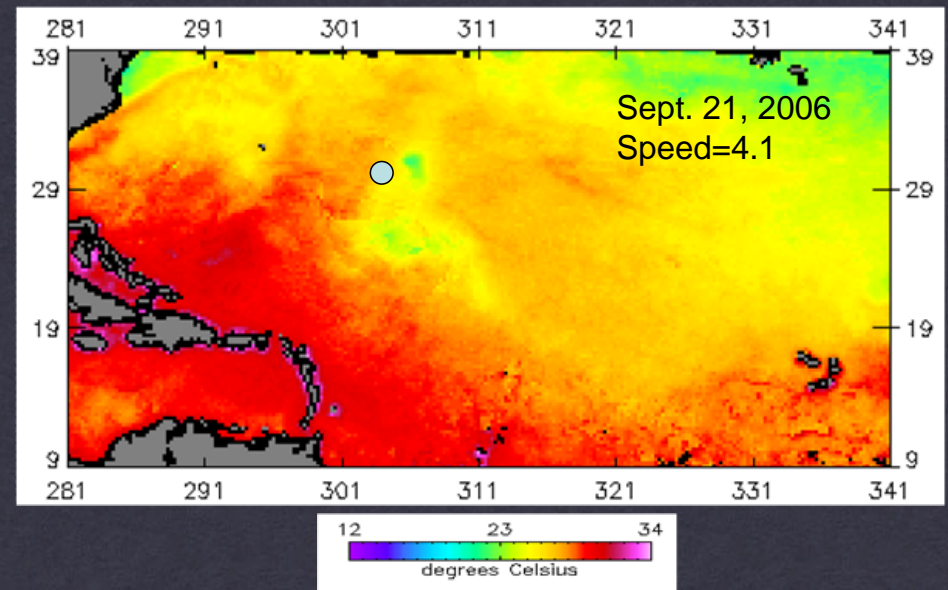 281 291 301 311 321 331 341
39 39
Sept. 21, 2006
Speed=4.1
29 29
19 19
9 9
281 291 301 311 321 331 341
12 23 34
degrees Celsius